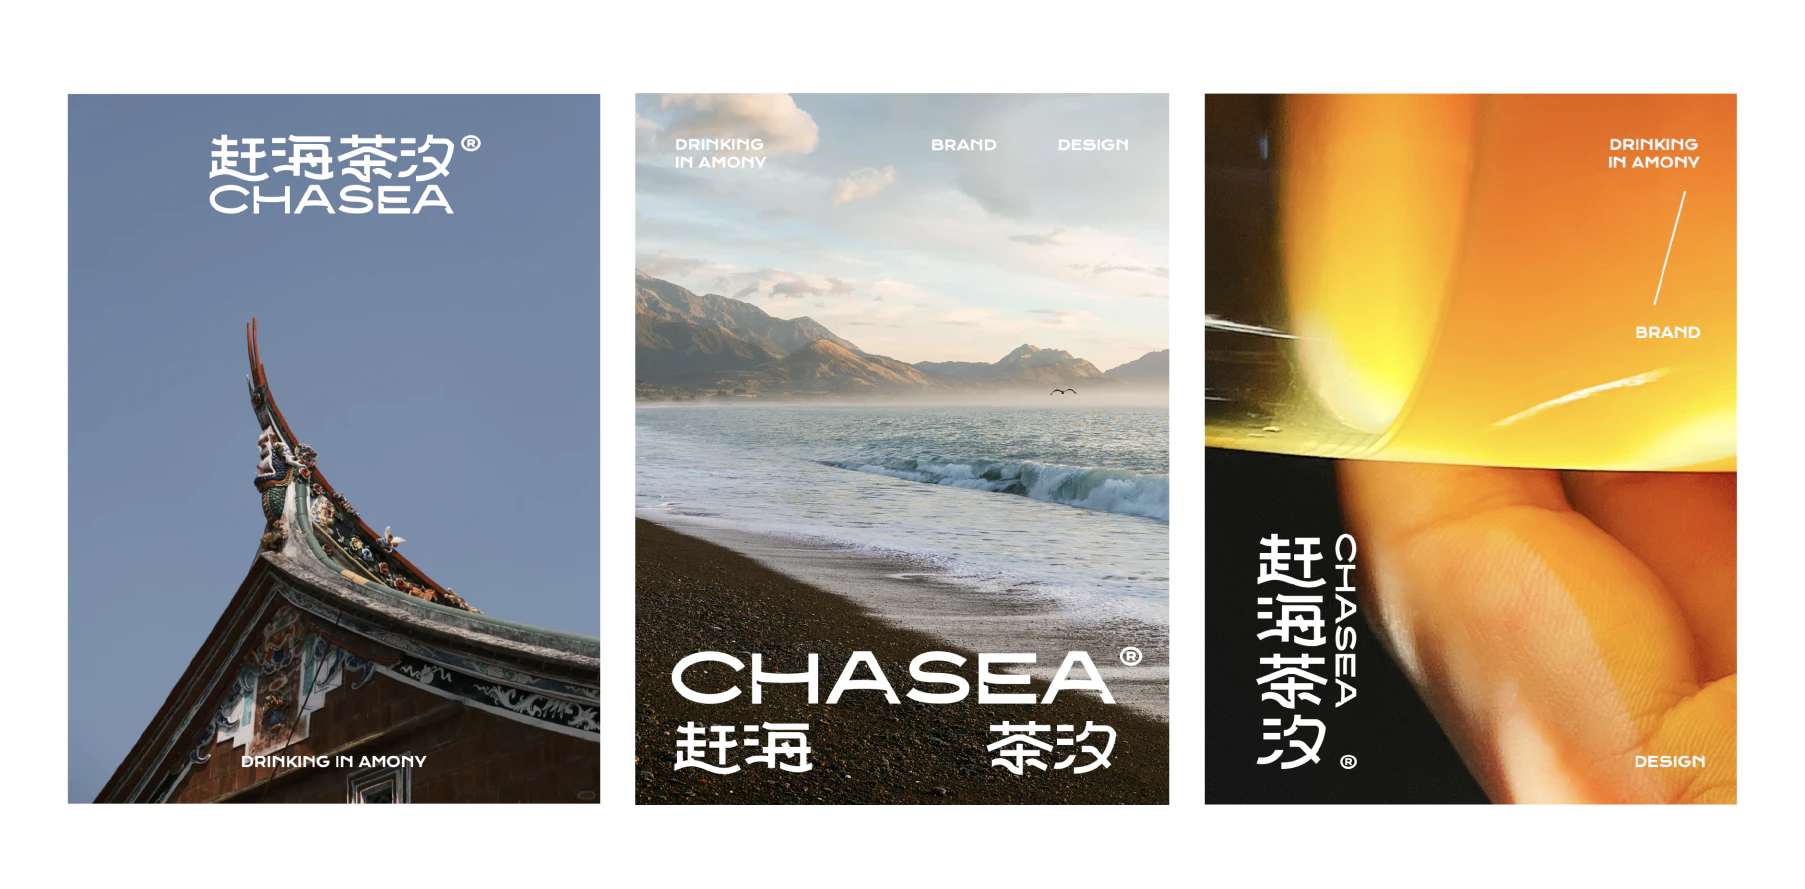 赶海茶汐®
CHASEA
DRINKING IN AMONY
DRINKING
IN AMONY
BRAND
DESIGN
CHASEA®
赶海 茶汐
DRINKING
IN AMONY
BRAND
赶海茶汐
CHASEA
®
DESIGN